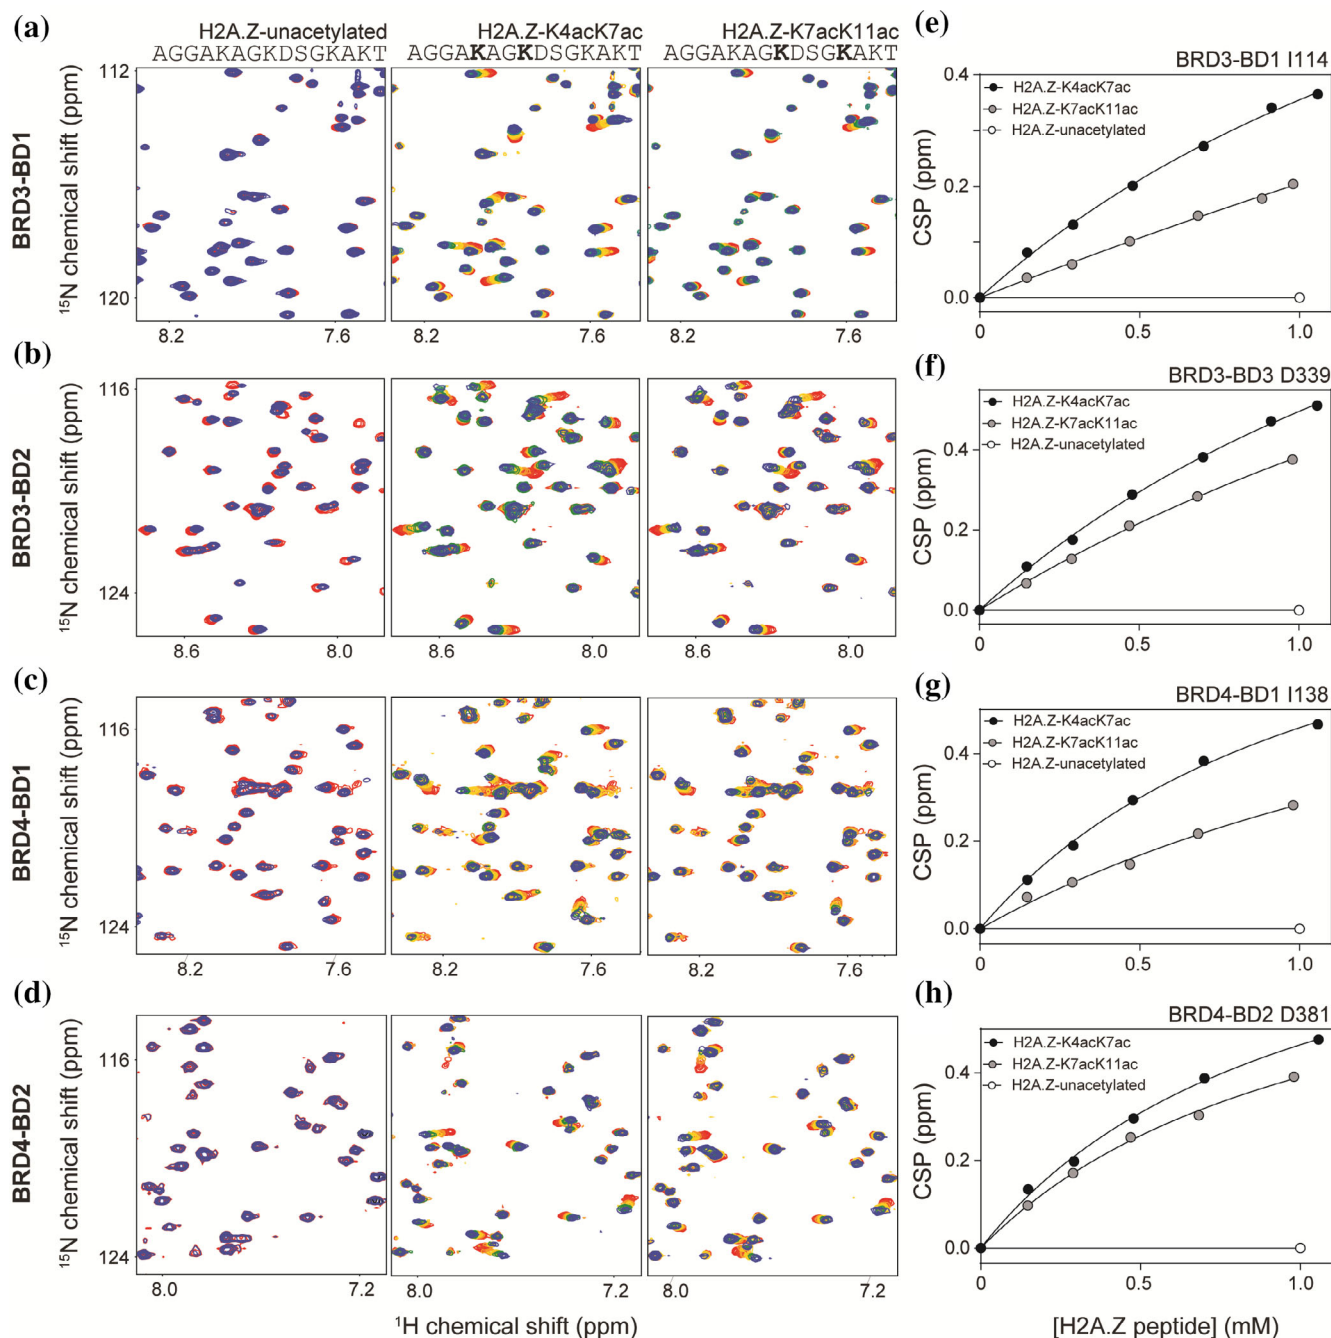 (a)
H2A.Z-unacetylated
AGGAKAGKDSGKAKT
H2A.Z-K4acK7ac
AGGAKAGKDSGKAKT
H2A.Z-K7acK11ac
AGGAKAGKDSGKAKT
BRD3-BD1
15N chemical shift (ppm)
112
120
8.2
7.6
8.2
7.6
8.2
7.6
(e)
BRD3-BD1 I114
H2A.Z-K4acK7ac
H2A.Z-K7acK11ac
H2A.Z-unacetylated
CSP (ppm)
0.4
0.2
0.0
0
0.5
1.0
(b)
BRD3-BD2
15N chemical shift (ppm)
116
124
8.6
8.0
8.6
8.0
8.6
8.0
(f)
BRD3-BD3 D339
H2A.Z-K4acK7ac
H2A.Z-K7acK11ac
H2A.Z-unacetylated
CSP (ppm)
0.4
0.2
0.0
0
0.5
1.0
(c)
BRD4-BD1
15N chemical shift (ppm)
116
124
8.2
7.6
8.2
7.6
8.2
7.6
(g)
BRD4-BD1 I138
H2A.Z-K4acK7ac
H2A.Z-K7acK11ac
H2A.Z-unacetylated
CSP (ppm)
0.4
0.2
0.0
0
0.5
1.0
(d)
BRD4-BD2
15N chemical shift (ppm)
116
124
8.0
7.2
8.0
7.2
8.0
7.2
1H chemical shift (ppm)
(h)
BRD4-BD2 D381
H2A.Z-K4acK7ac
H2A.Z-K7acK11ac
H2A.Z-unacetylated
CSP (ppm)
0.4
0.2
0.0
0
0.5
1.0
[H2A.Z peptide] (mM)